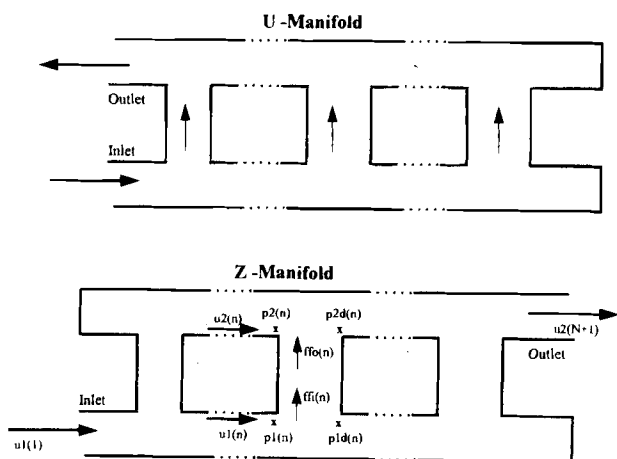 U -Manifold
Outlet
Inlet
Z -Manifold
u2(n)
p2(n)
p2d(n)
u2(N+1)
ffo(n)
Outlet
ffi(n)
Inlet
u1(n)
p1(n)
p1d(n)
u1(1)